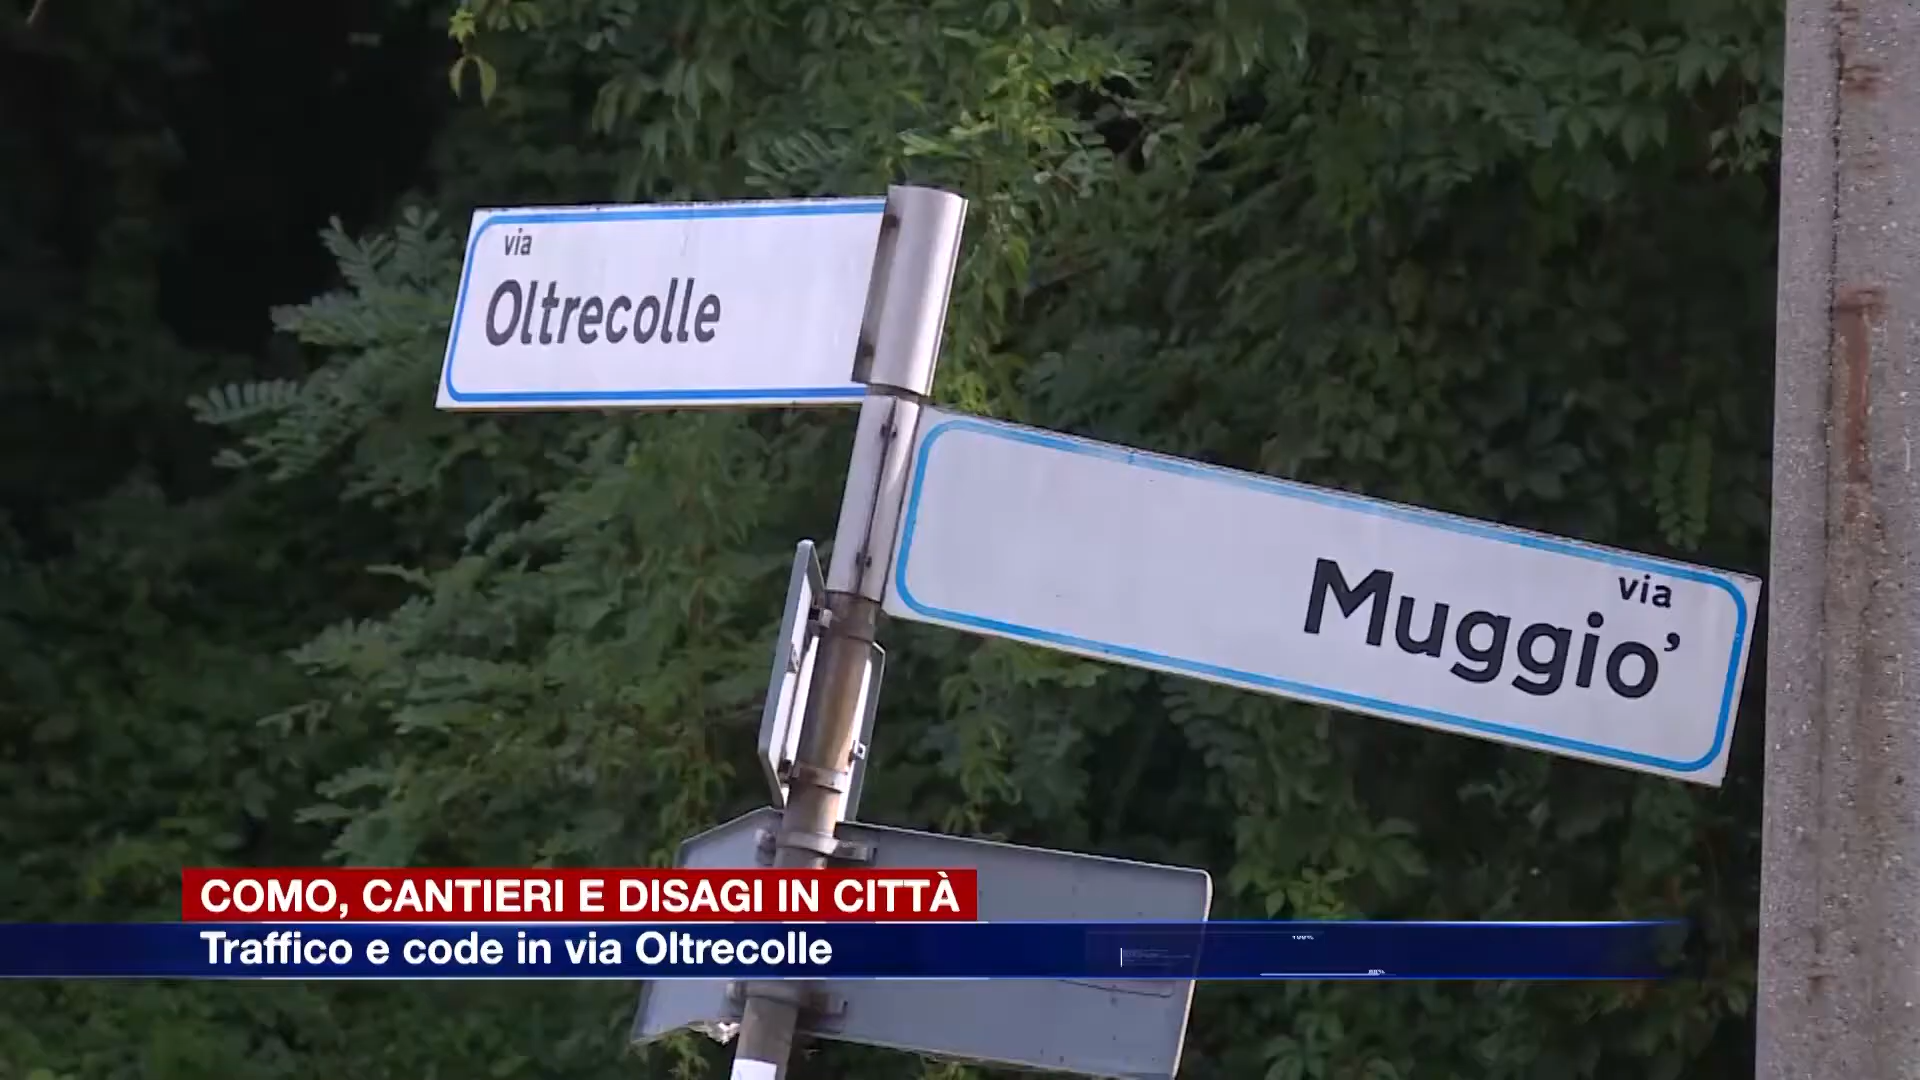 via
Oltrecolle
via
Muggio'
COMO, CANTIERI E DISAGI IN CITTÀ
Traffico e code in via Oltrecolle